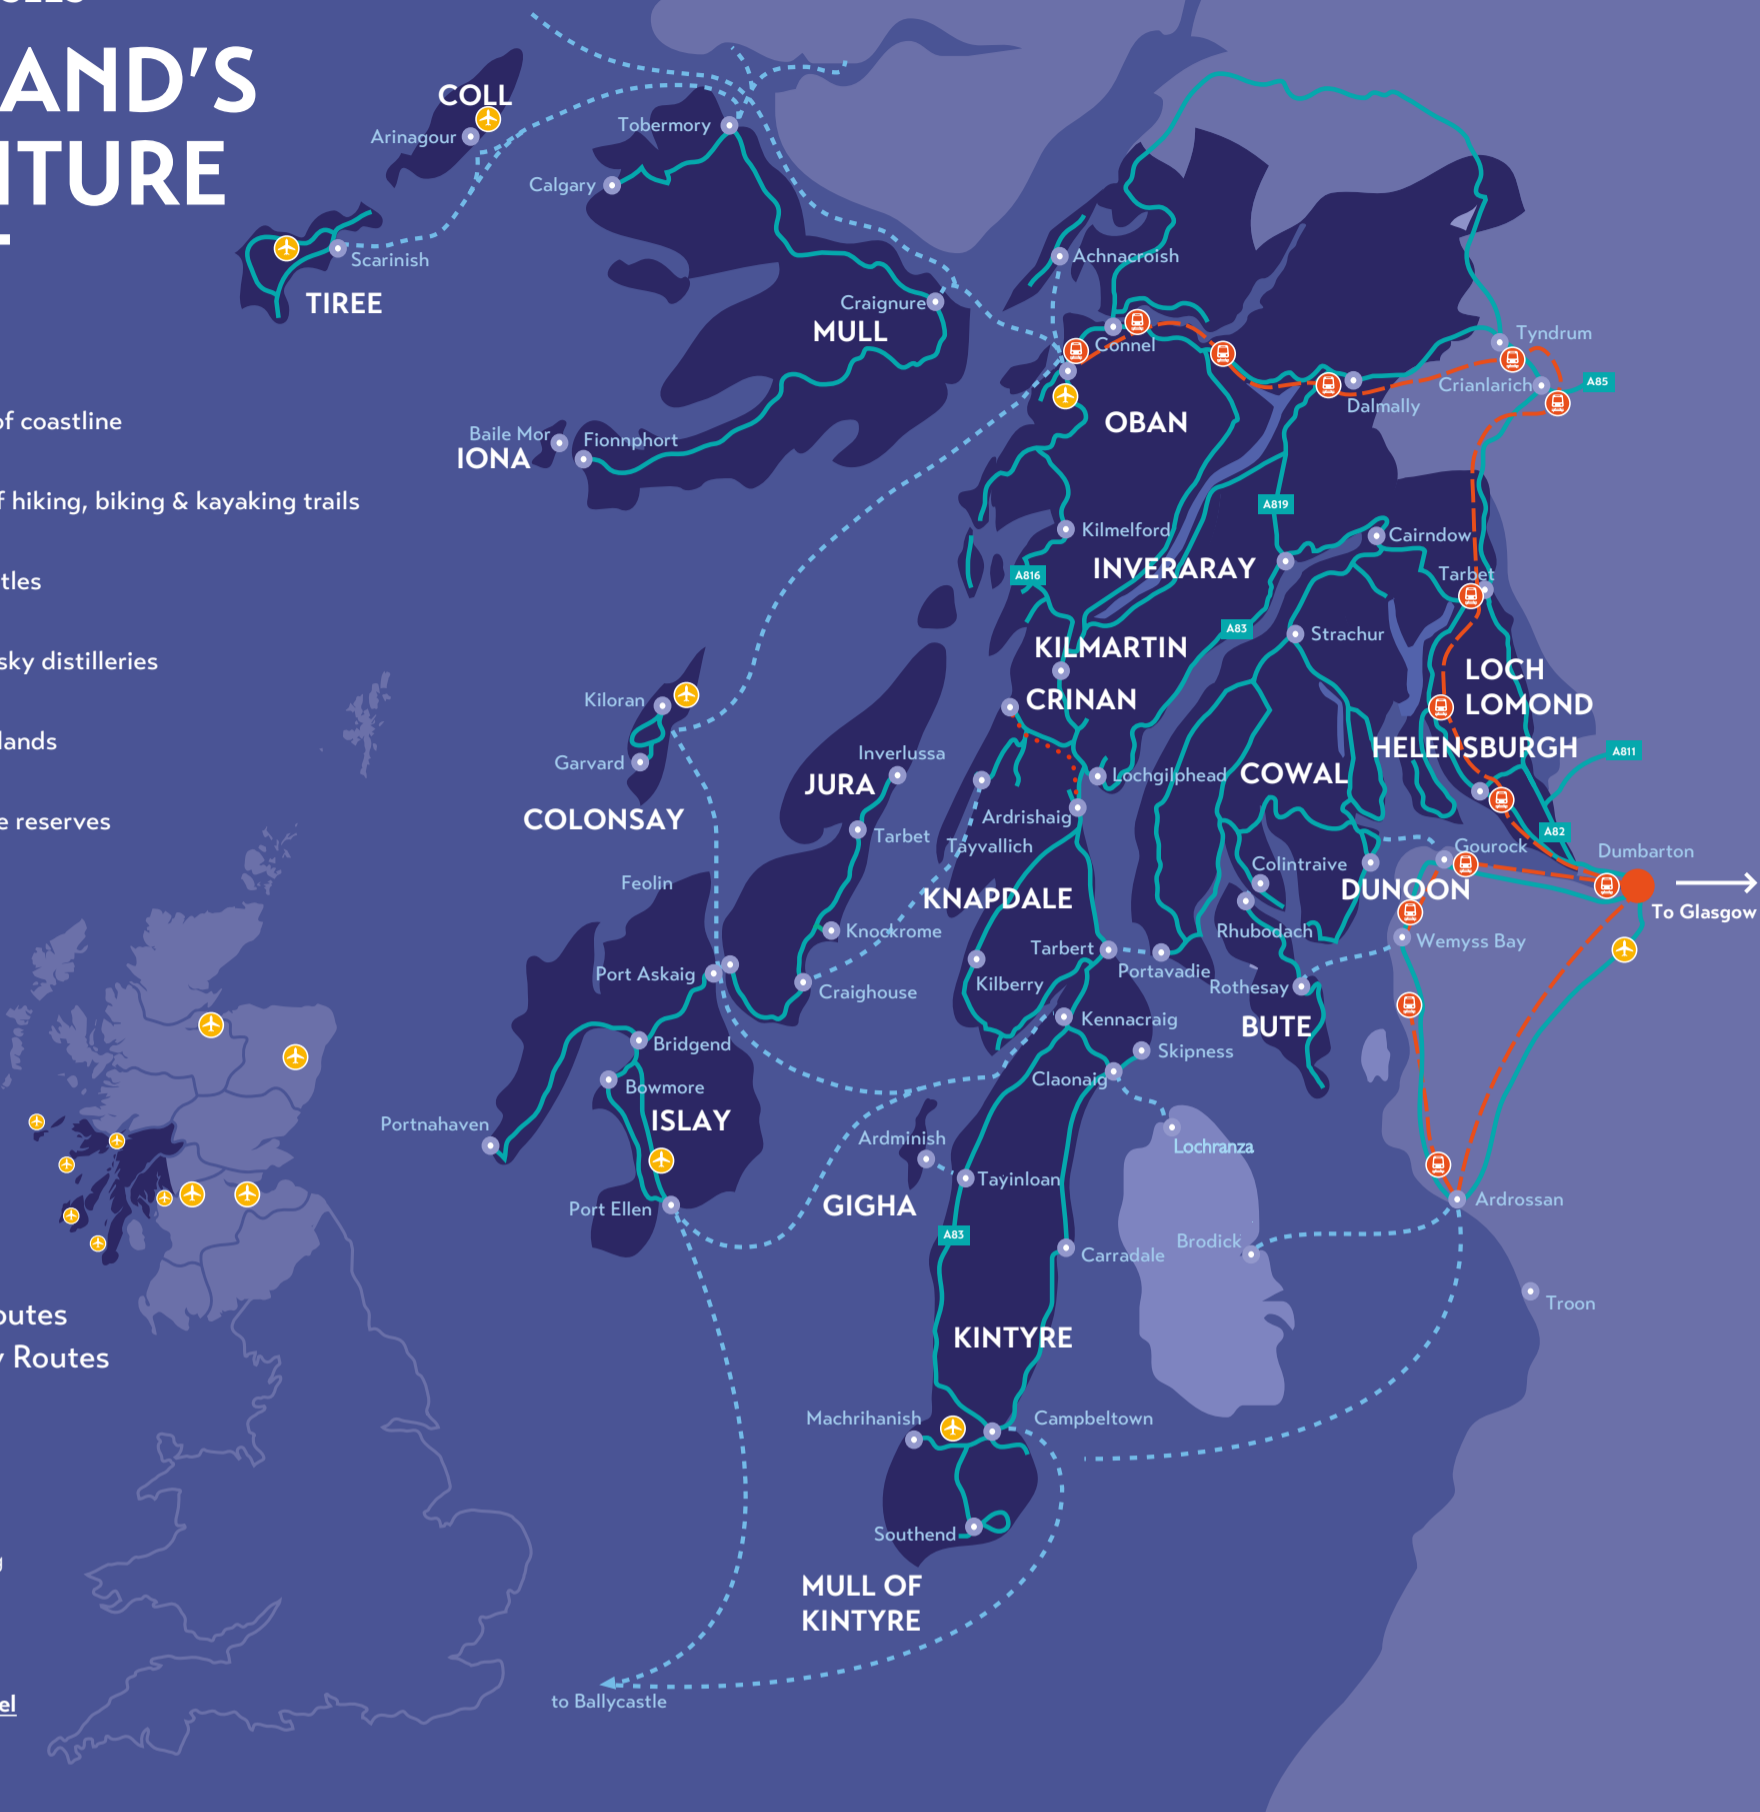 AND'S
TURE
of coastline
f hiking, biking & kayaking trails
tles
sky distilleries
lands
e reserves
outes
y Routes
el
COLL
Arinagour
Tobermory
Calgary
Scarinish
TIREE
Achnacroish
Craignure
MULL
Connel
Tyndrum
Crianlarich
A85
Dalmally
OBAN
Baile Mor
IONA
Fionnphort
A819
Kilmelford
Cairndow
INVERARAY
A816
Tarbet
A83
Strachur
KILMARTIN
LOCH
LOMOND
Kiloran
CRINAN
HELENSBURGH
A811
Inverlussa
Garvard
JURA
Lochgilphead
COWAL
COLONSAY
Ardrishaig
Tarbet
Tayvallich
A82
Gourock
Dumbarton
Colintraive
Feolin
DUNOON
KNAPDALE
To Glasgow
Knockrome
Rhubodach
Wemyss Bay
Tarbert
Portavadie
Port Askaig
Kilberry
Craighouse
Rothesay
Kennacraig
BUTE
Bridgend
Skipness
Claonaig
Bowmore
ISLAY
Portnahaven
Ardminish
Lochranza
Tayinloan
GIGHA
Port Ellen
Ardrossan
A83
Brodick
Carradale
Troon
KINTYRE
Machrihanish
Campbeltown
Southend
MULL OF
KINTYRE
to Ballycastle